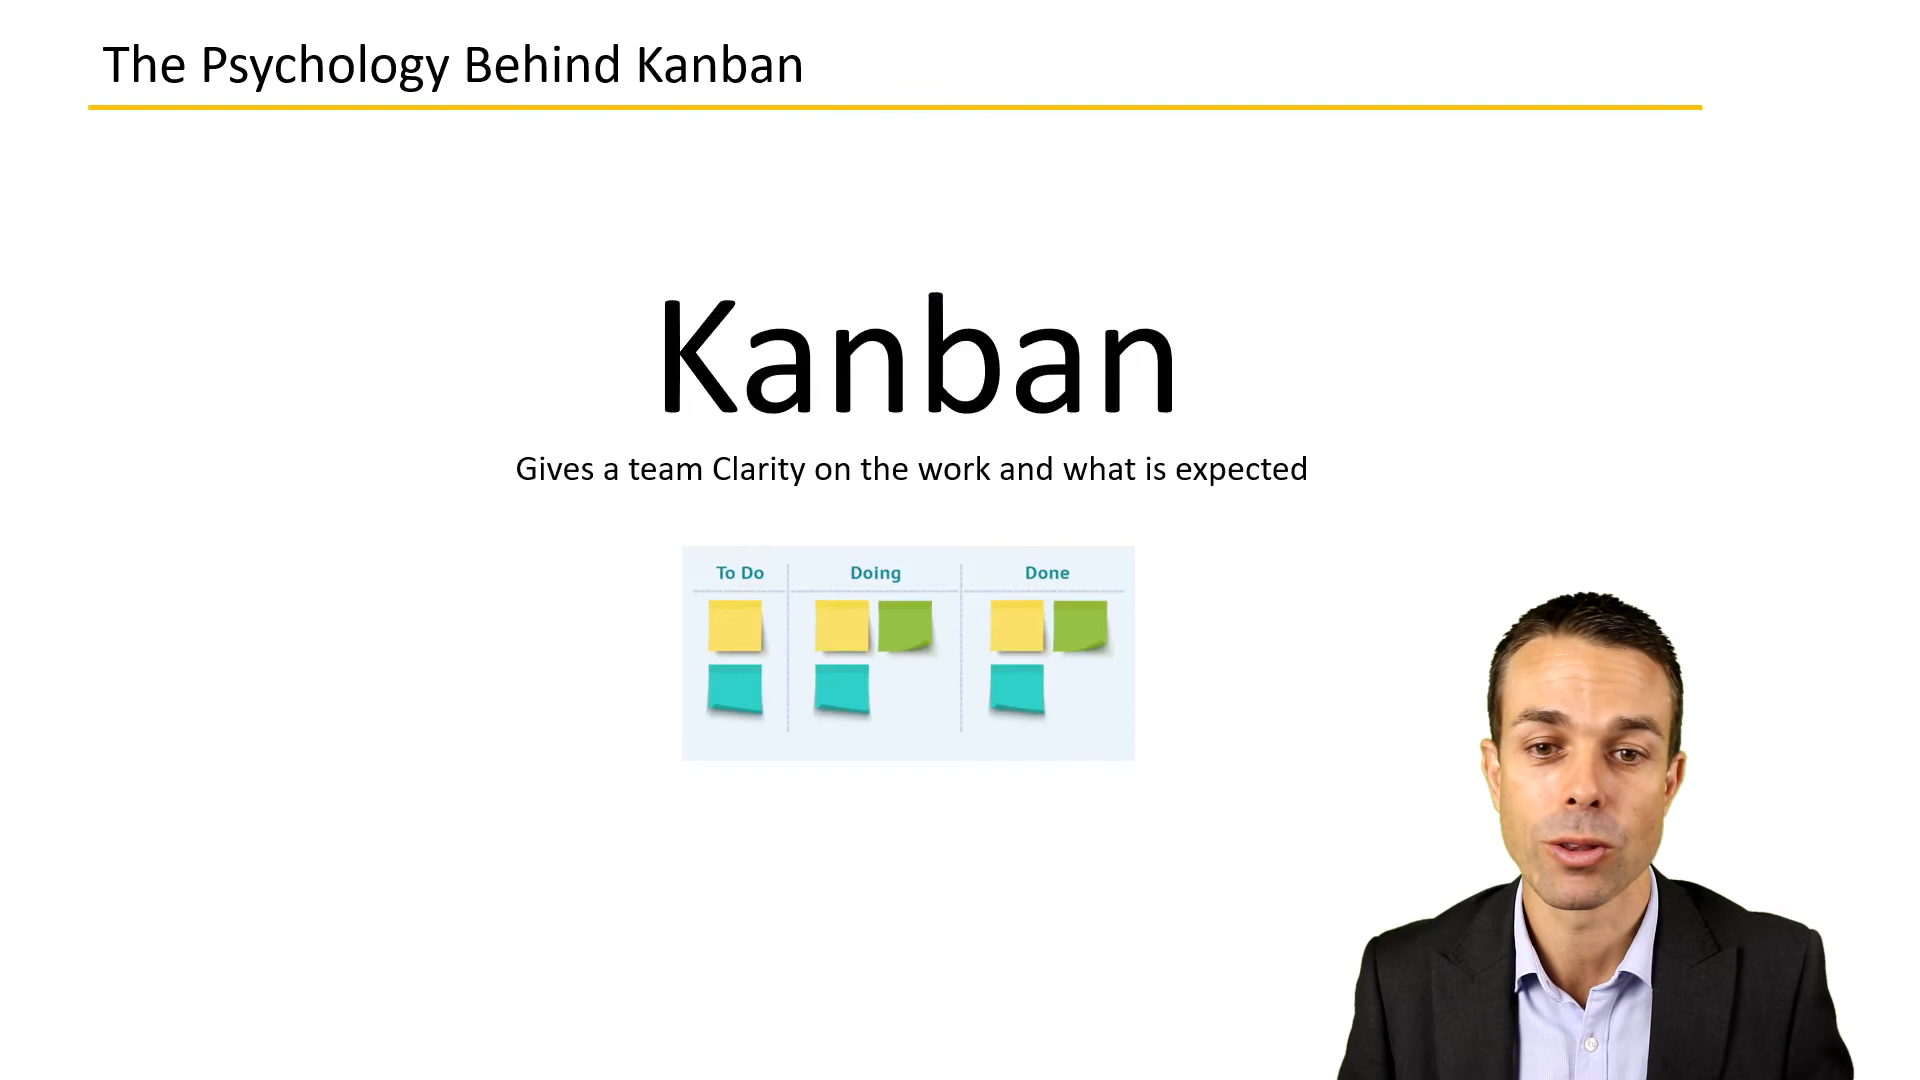 The Psychology Behind Kanban
Kanban
Gives a team Clarity on the work and what is expected
To Do Doing Done